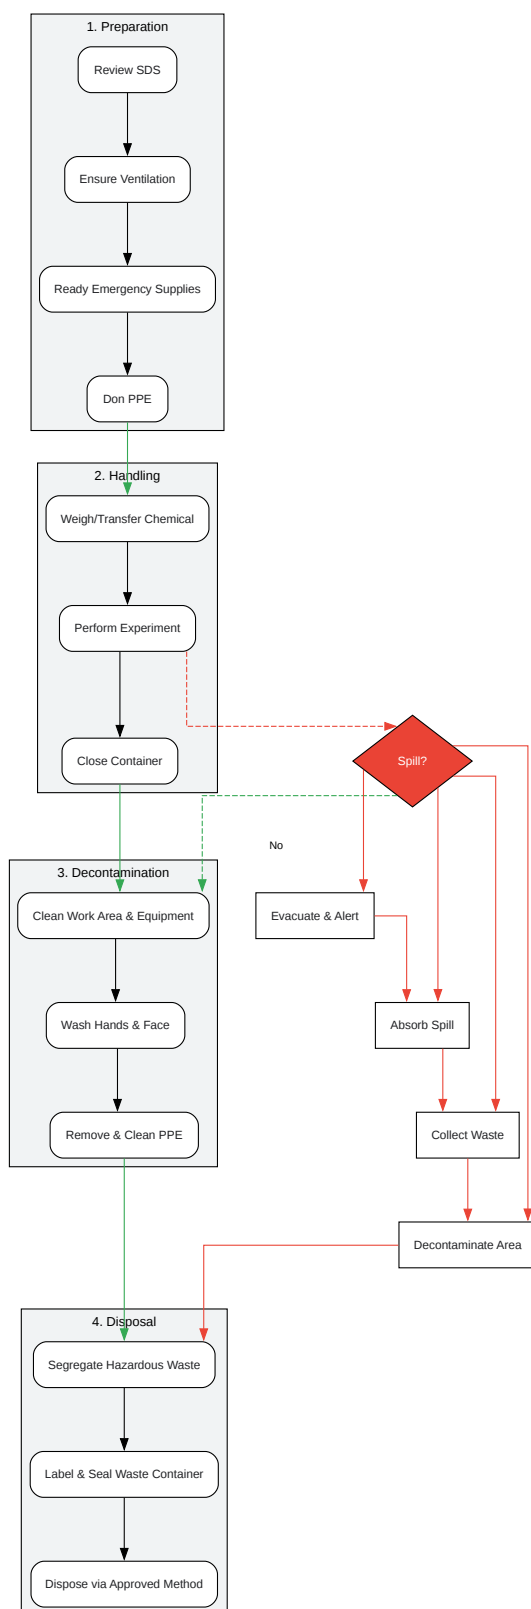 1. Preparation
Review SDS
Ensure Ventilation
Ready Emergency Supplies
Don PPE
2. Handling
Weigh/Transfer Chemical
Perform Experiment
Close Container
Spill?
No
3. Decontamination
Clean Work Area & Equipment
Evacuate & Alert
Wash Hands & Face
Absorb Spill
Remove & Clean PPE
Collect Waste
Decontaminate Area
4. Disposal
Segregate Hazardous Waste
Label & Seal Waste Container
Dispose via Approved Method